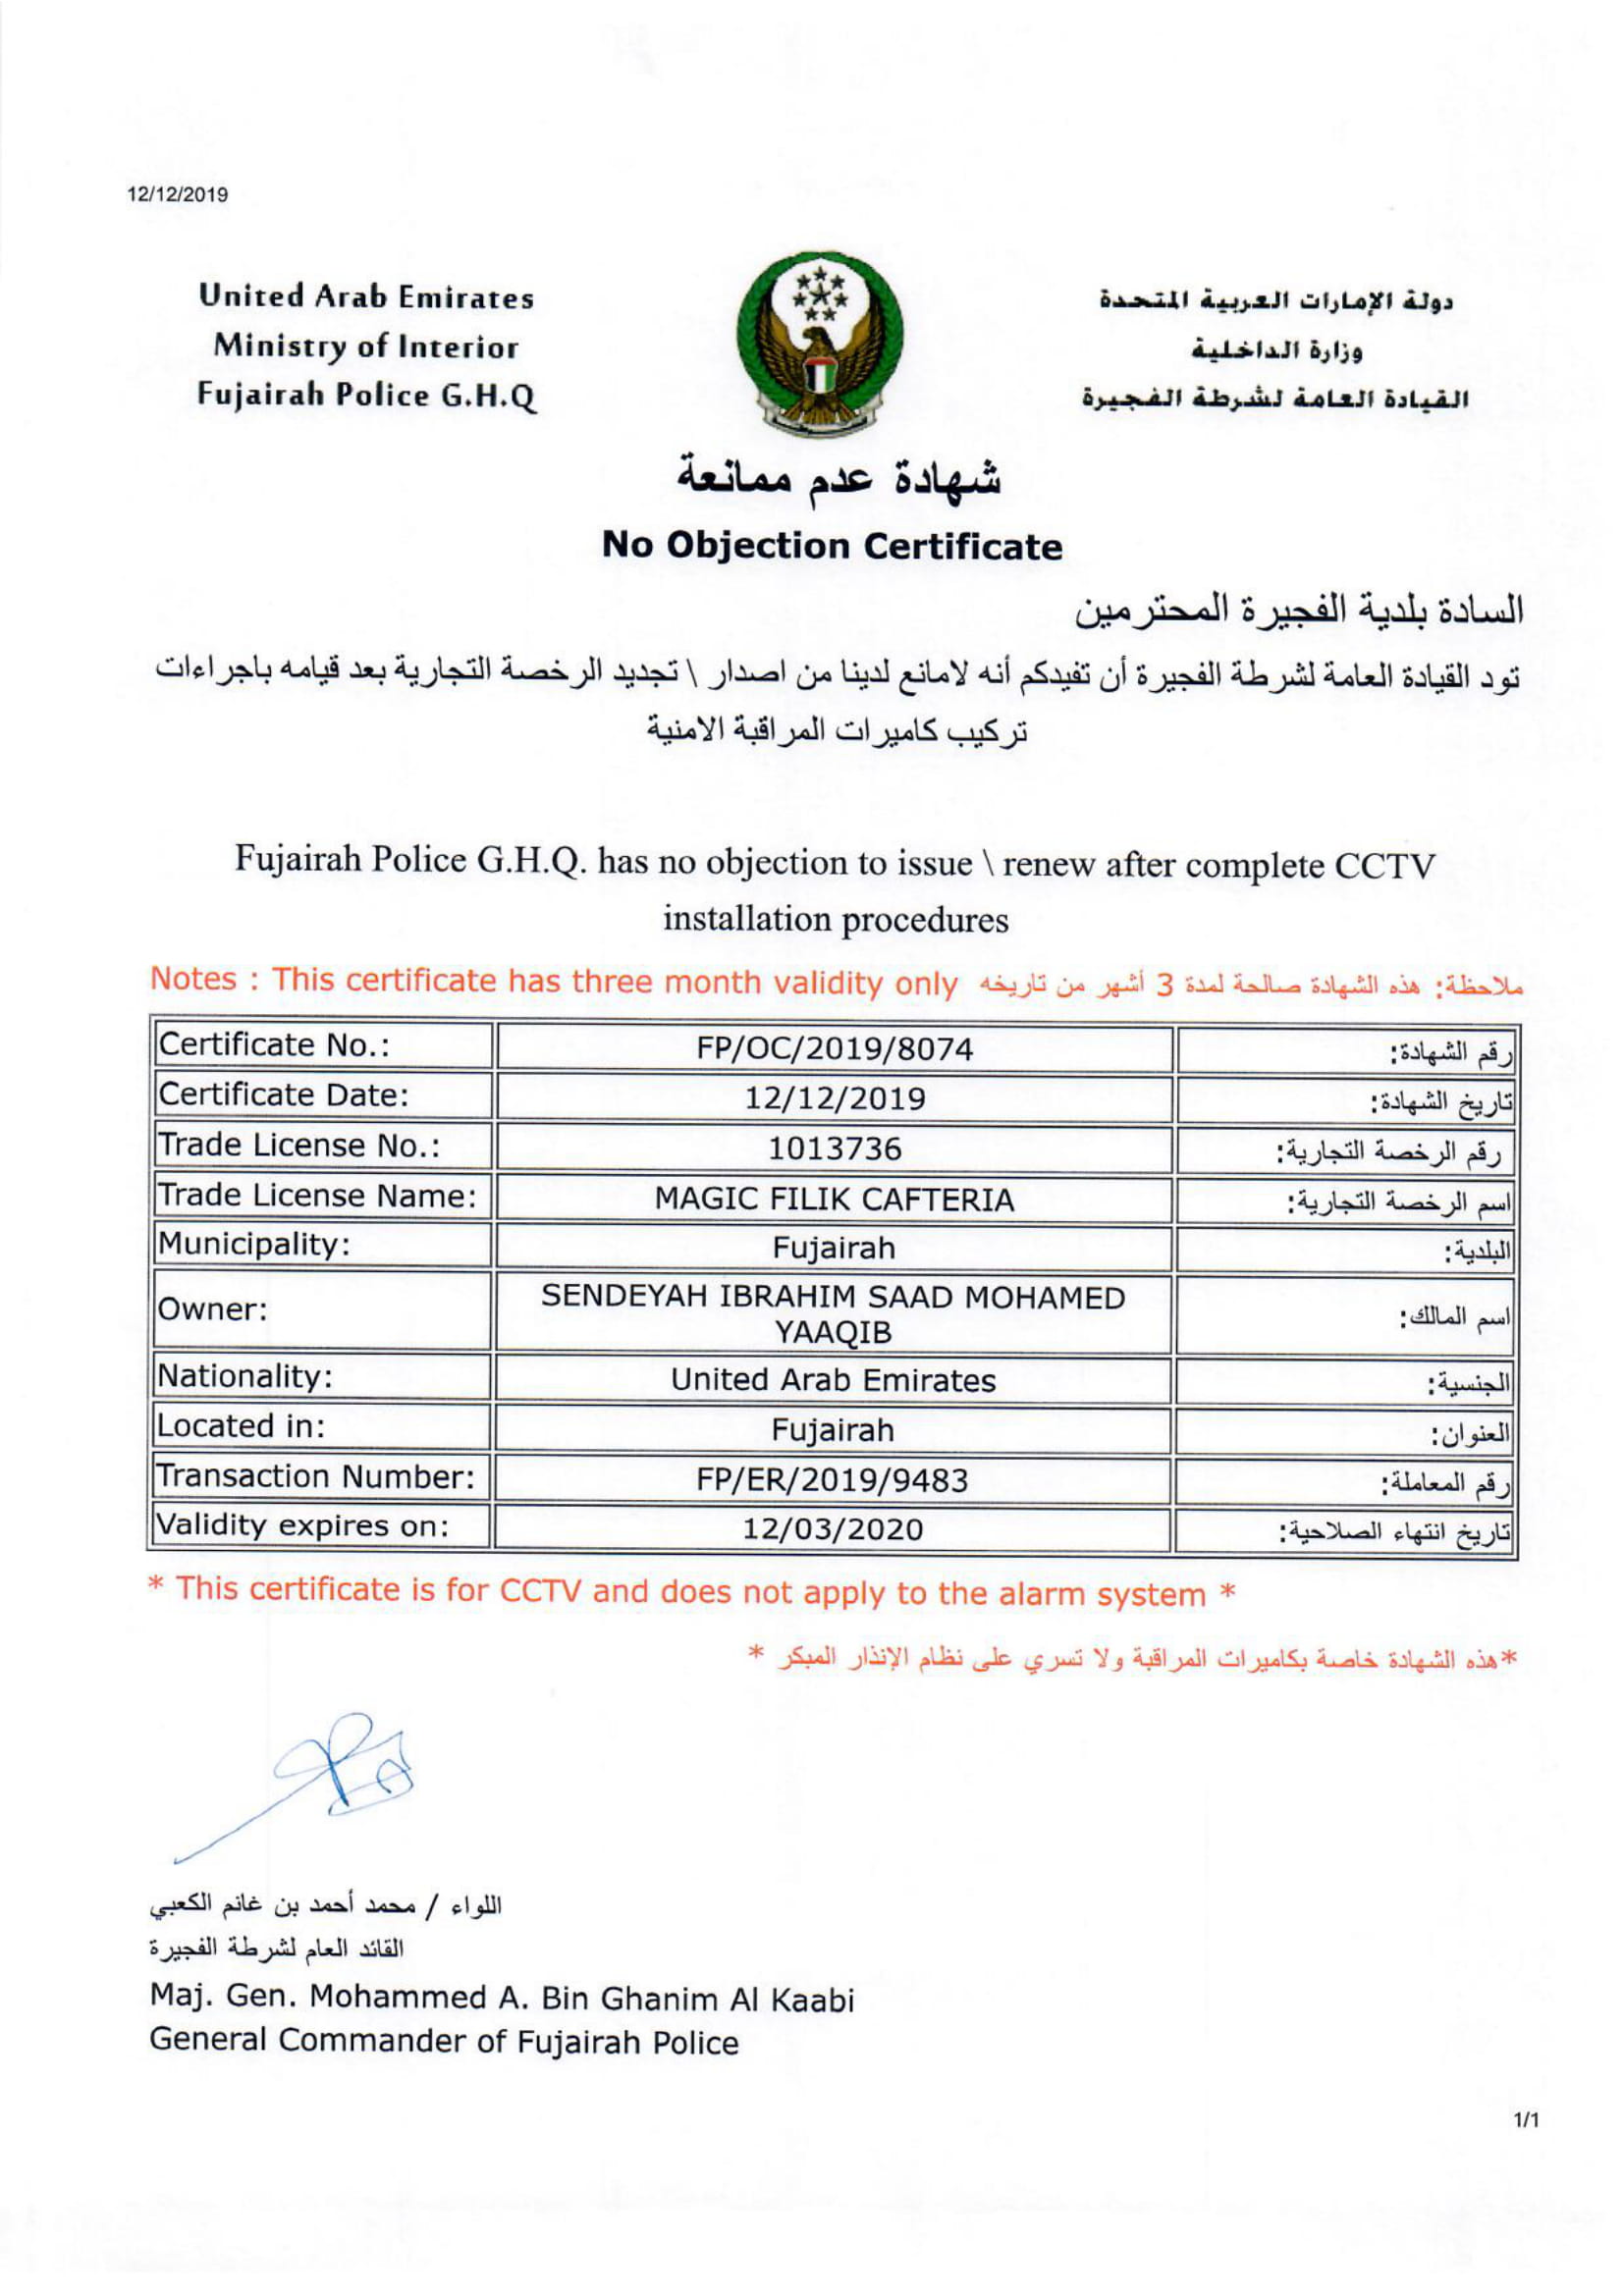 12/12/2019
United Arab Emirates
Ministry of Interior
Fujairah Police G.H.Q
دولة الإمارات العربية المتحدة
وزارة الداخلية
القيادة العامة لشرطة الفجيرة
شهادة عدم ممانعة
No Objection Certificate
السادة بلدية الفجيرة المحترمين
تود القيادة العامة لشرطة الفجيرة أن تفيدكم أنه لامانع لدينا من اصدار \ تجديد الرخصة التجارية بعد قيامه باجراءات
تركيب كاميرات المراقبة الامنية
Fujairah Police G.H.Q. has no objection to issue \ renew after complete CCTV
installation procedures
Notes : This certificate has three month validity only ملاحظة: هذه الشهادة صالحة لمدة 3 أشهر من تاريخه
Certificate No.: FP/OC/2019/8074 رقم الشهادة:
Certificate Date: 12/12/2019 تاريخ الشهادة:
Trade License No.: 1013736 رقم الرخصة التجارية:
Trade License Name: MAGIC FILIK CAFTERIA اسم الرخصة التجارية:
Municipality: Fujairah البلدية:
Owner: SENDEYAH IBRAHIM SAAD MOHAMED YAAQIB اسم المالك:
Nationality: United Arab Emirates الجنسية:
Located in: Fujairah العنوان:
Transaction Number: FP/ER/2019/9483 رقم المعاملة:
Validity expires on: 12/03/2020 تاريخ انتهاء الصلاحية:
* This certificate is for CCTV and does not apply to the alarm system *
*هذه الشهادة خاصة بكاميرات المراقبة ولا تسري على نظام الإنذار المبكر *
اللواء / محمد أحمد بن غانم الكعبي
القائد العام لشرطة الفجيرة
Maj. Gen. Mohammed A. Bin Ghanim Al Kaabi
General Commander of Fujairah Police
1/1